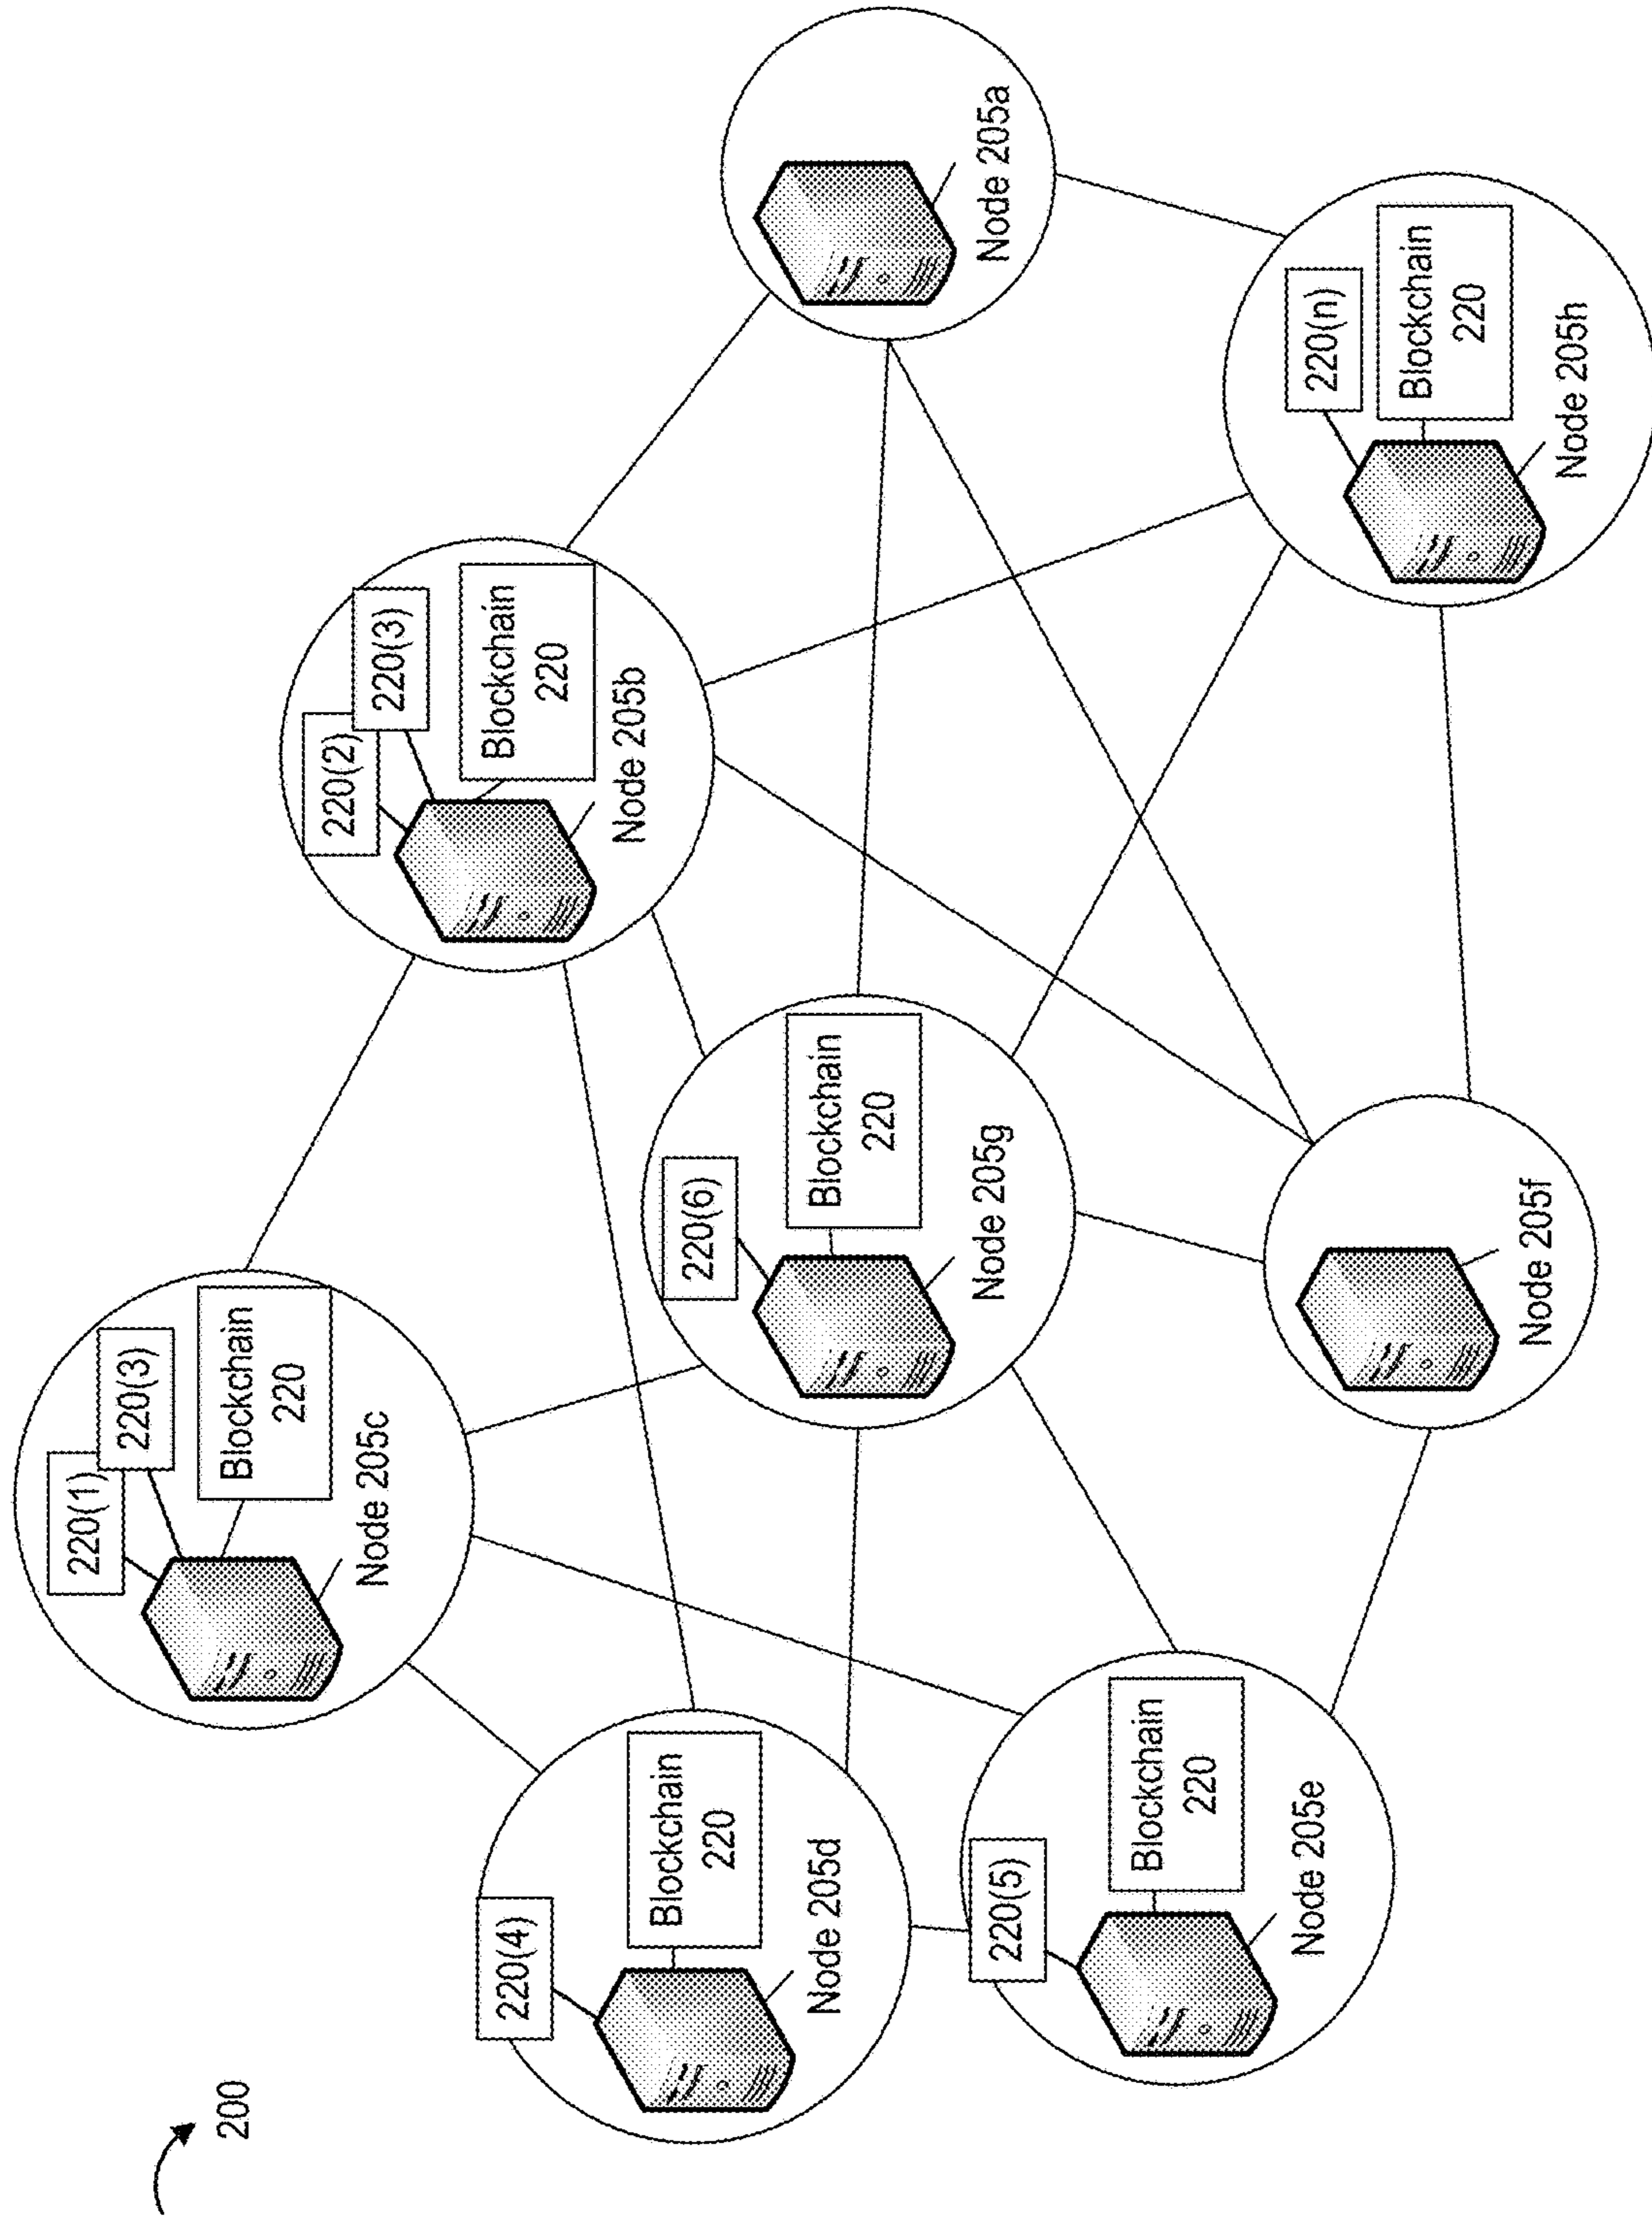 200
220(1)
220(3)
Blockchain
220
Node 205c
220(2)
220(3)
Blockchain
220
Node 205b
220(4)
Blockchain
220
Node 205d
220(6)
Blockchain
220
Node 205g
Node 205a
220(5)
Blockchain
220
Node 205e
Node 205f
220(n)
Blockchain
220
Node 205h